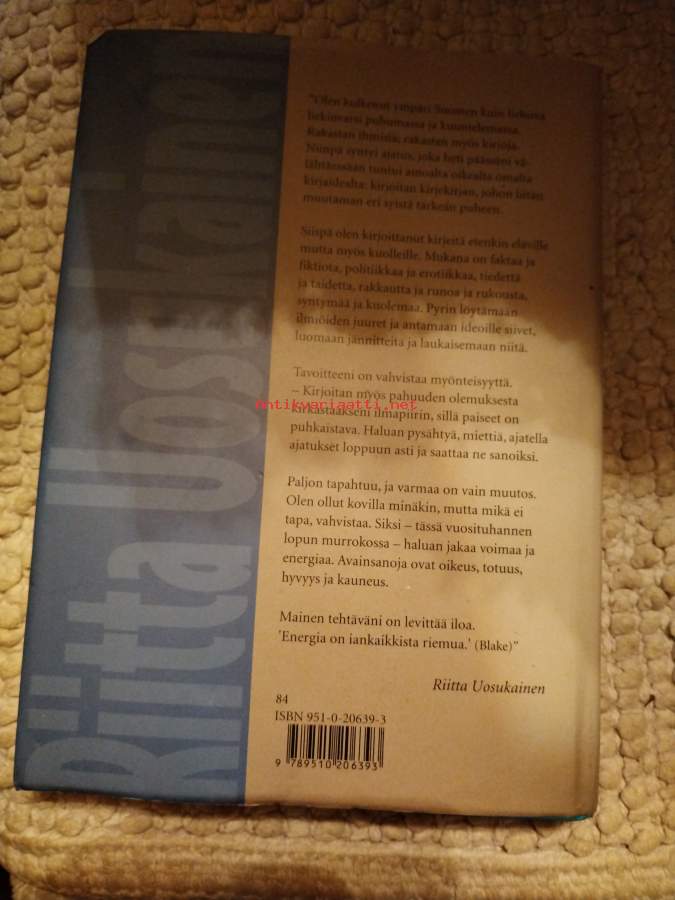 Riitta Uosukainen
"Olen kulkenut ympäri Suomen kuin liekissä
liekinvarsi puhumassa ja kuuntelemassa.
Rakastan ihmisiä, rakastan myös kirjoja.
Niinpä syntyi ajatus, joka heti päässäni vä-
lähtäessään tuntui ainoalta oikealta omalta
kirjaidealta: kirjoitan kirjekirjan, johon liitän
muutaman eri syistä tärkeän puheen.
Siispä olen kirjoittanut kirjeitä etenkin eläville
mutta myös kuolleille. Mukana on faktaa ja
fiktiota, politiikkaa ja erotiikkaa, tiedettä
ja taidetta, rakkautta ja runoa ja rukousta,
syntymää ja kuolemaa. Pyrin löytämään
ilmiöiden juuret ja antamaan ideoille siivet,
luomaan jännitteitä ja laukaisemaan niitä.
Tavoitteeni on vahvistaa myönteisyyttä.
– Kirjoitan myös pahuuden olemuksesta
antikvariaatti.net
kirkastaakseni ilmapiirin, sillä paiseet on
puhkaistava. Haluan pysähtyä, miettiä, ajatella
ajatukset loppuun asti ja saattaa ne sanoiksi.
Paljon tapahtuu, ja varmaa on vain muutos.
Olen ollut kovilla minäkin, mutta mikä ei
tapa, vahvistaa. Siksi – tässä vuosituhannen
lopun murrokossa – haluan jakaa voimaa ja
energiaa. Avainsanoja ovat oikeus, totuus,
hyvyys ja kauneus.
Mainen tehtäväni on levittää iloa.
'Energia on iankaikkista riemua.' (Blake)"
Riitta Uosukainen
84
ISBN 951-0-20639-3
9 789510 206393